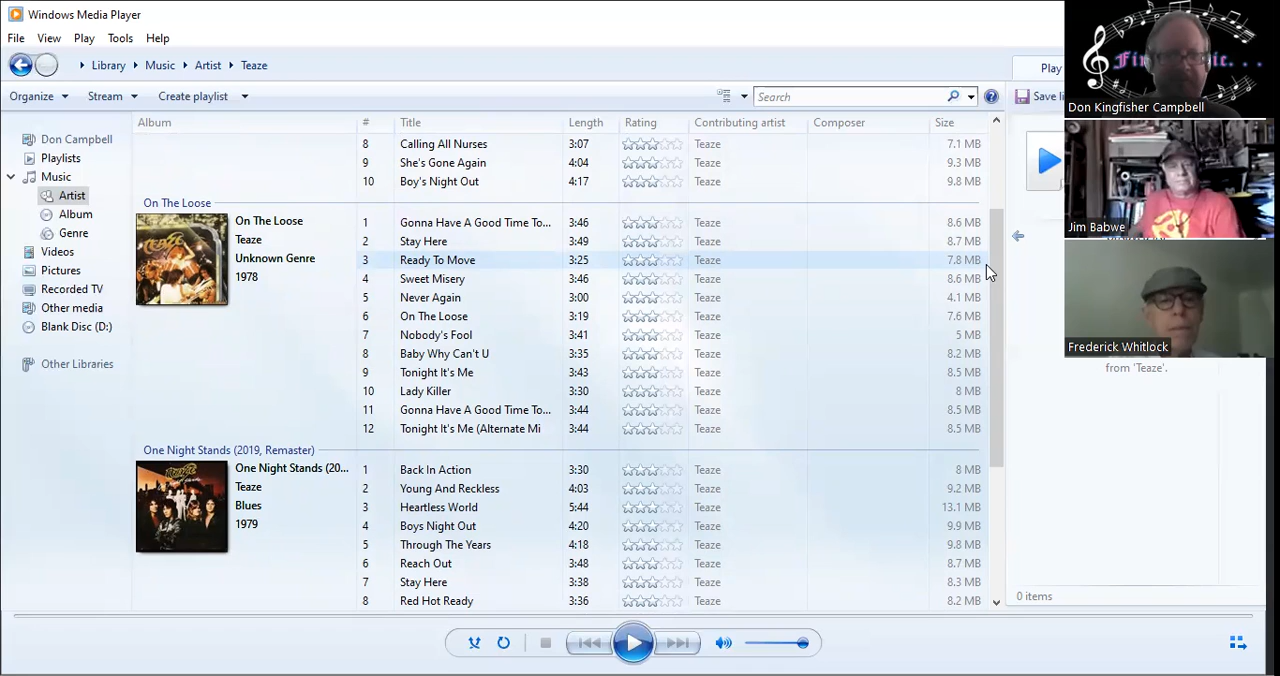 Windows Media Player
File View Play Tools Help
Library Music Artist Teaze
Play
Organize Stream Create playlist Search Save li
Album # Title Length Rating Contributing artist Composer Size
Don Campbell
Playlists
Music
Artist
Album
Genre
Videos
Pictures
Recorded TV
Other media
Blank Disc (D:)
Other Libraries
8 Calling All Nurses 3:07 Teaze 7.1 MB
9 She's Gone Again 4:04 Teaze 9.3 MB
10 Boy's Night Out 4:17 Teaze 9.8 MB
On The Loose
On The Loose
Teaze
Unknown Genre
1978
1 Gonna Have A Good Time To... 3:46 Teaze 8.6 MB
2 Stay Here 3:49 Teaze 8.7 MB
3 Ready To Move 3:25 Teaze 7.8 MB
4 Sweet Misery 3:46 Teaze 8.6 MB
5 Never Again 3:00 Teaze 4.1 MB
6 On The Loose 3:19 Teaze 7.6 MB
7 Nobody's Fool 3:41 Teaze 5 MB
8 Baby Why Can't U 3:35 Teaze 8.2 MB
9 Tonight It's Me 3:43 Teaze 8.5 MB
10 Lady Killer 3:30 Teaze 8 MB
11 Gonna Have A Good Time To... 3:44 Teaze 8.5 MB
12 Tonight It's Me (Alternate Mi 3:44 Teaze 8.5 MB
One Night Stands (2019, Remaster)
One Night Stands (20...
Teaze
Blues
1979
1 Back In Action 3:30 Teaze 8 MB
2 Young And Reckless 4:03 Teaze 9.2 MB
3 Heartless World 5:44 Teaze 13.1 MB
4 Boys Night Out 4:20 Teaze 9.9 MB
5 Through The Years 4:18 Teaze 9.8 MB
6 Reach Out 3:48 Teaze 8.7 MB
7 Stay Here 3:38 Teaze 8.3 MB
8 Red Hot Ready 3:36 Teaze 8.2 MB
Don Kingfisher Campbell
Jim Babwe
Frederick Whitlock
from 'Teaze'.
0 items